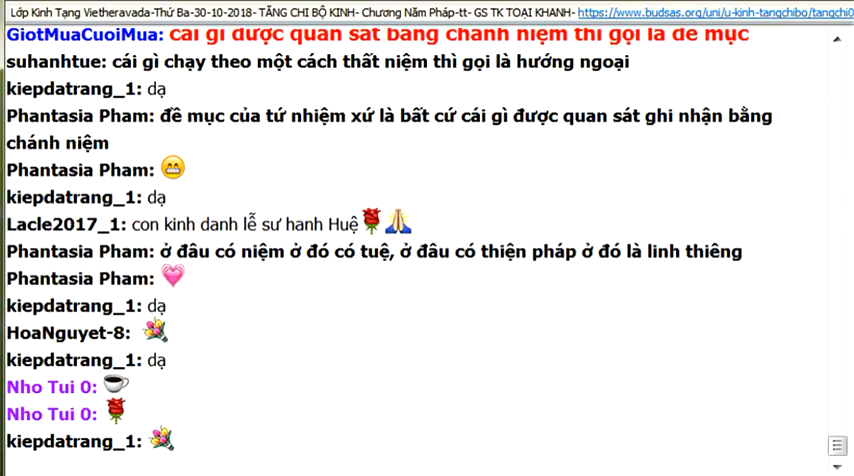 Lớp Kinh Tạng Vietheravada-Thứ Ba-30-10-2018- TĂNG CHI BỘ KINH- Chương Năm Pháp-tt- GS TK TOẠI KHANH- https://www.budsas.org/uni/u-kinh-tangchibo/tangchi0
GiotMuaCuoiMua: cái gì được quan sát bằng chánh niệm thì gọi là đề mục
suhanhtue: cái gì chạy theo một cách thất niệm thì gọi là hướng ngoại
kiepdatrang_1: dạ
Phantasia Pham: đề mục của tứ nhiệm xứ là bất cứ cái gì được quan sát ghi nhận bằng
chánh niệm
Phantasia Pham: 😁
kiepdatrang_1: dạ
Lacle2017_1: con kinh danh lễ sư hanh Huệ🌹🙏
Phantasia Pham: ở đâu có niệm ở đó có tuệ, ở đâu có thiện pháp ở đó là linh thiêng
Phantasia Pham: 💗
kiepdatrang_1: dạ
HoaNguyet-8: 💐
kiepdatrang_1: dạ
Nho Tui 0: ☕
Nho Tui 0: 🌹
kiepdatrang_1: 💐